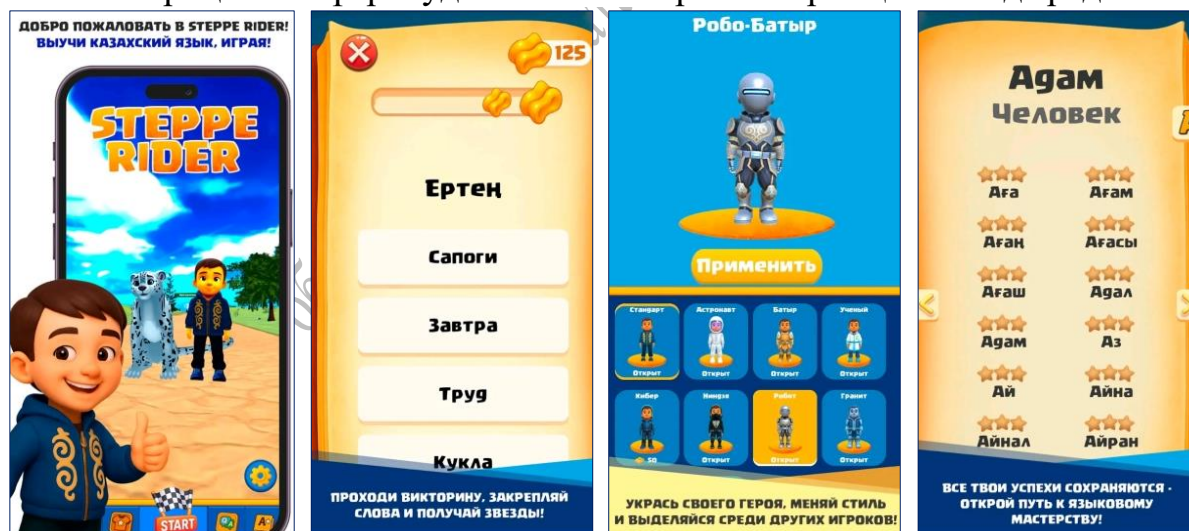 ДОБРО ПОЖАЛОВАТЬ В STEPPE RIDER!
ВЫУЧИ КАЗАХСКИЙ ЯЗЫК, ИГРАЯ!
STEPPE
RIDER
START
125
Ертең
Сапоги
Завтра
Труд
Кукла
ПРОХОДИ ВИКТОРИНУ, ЗАКРЕПЛЯЙ
СЛОВА И ПОЛУЧАЙ ЗВЕЗДЫ!
Робо-Батыр
Применить
Стандарт Астронавт Батыр Ученый
Открыт Открыт Открыт Открыт
Кибер Ниндзя Робот Гранит
50 Открыт Открыт Открыт
УКРАСЬ СВОЕГО ГЕРОЯ, МЕНЯЙ СТИЛЬ
И ВЫДЕЛЯЙСЯ СРЕДИ ДРУГИХ ИГРОКОВ!
Адам
Человек
Аға Ағам
Ағаң Ағасы
Ағаш Адал
Адам Аз
Ай Айна
Айнал Айран
ВСЕ ТВОИ УСПЕХИ СОХРАНЯЮТСЯ -
ОТКРОЙ ПУТЬ К ЯЗЫКОВОМУ
МАСТЕРСТВУ!